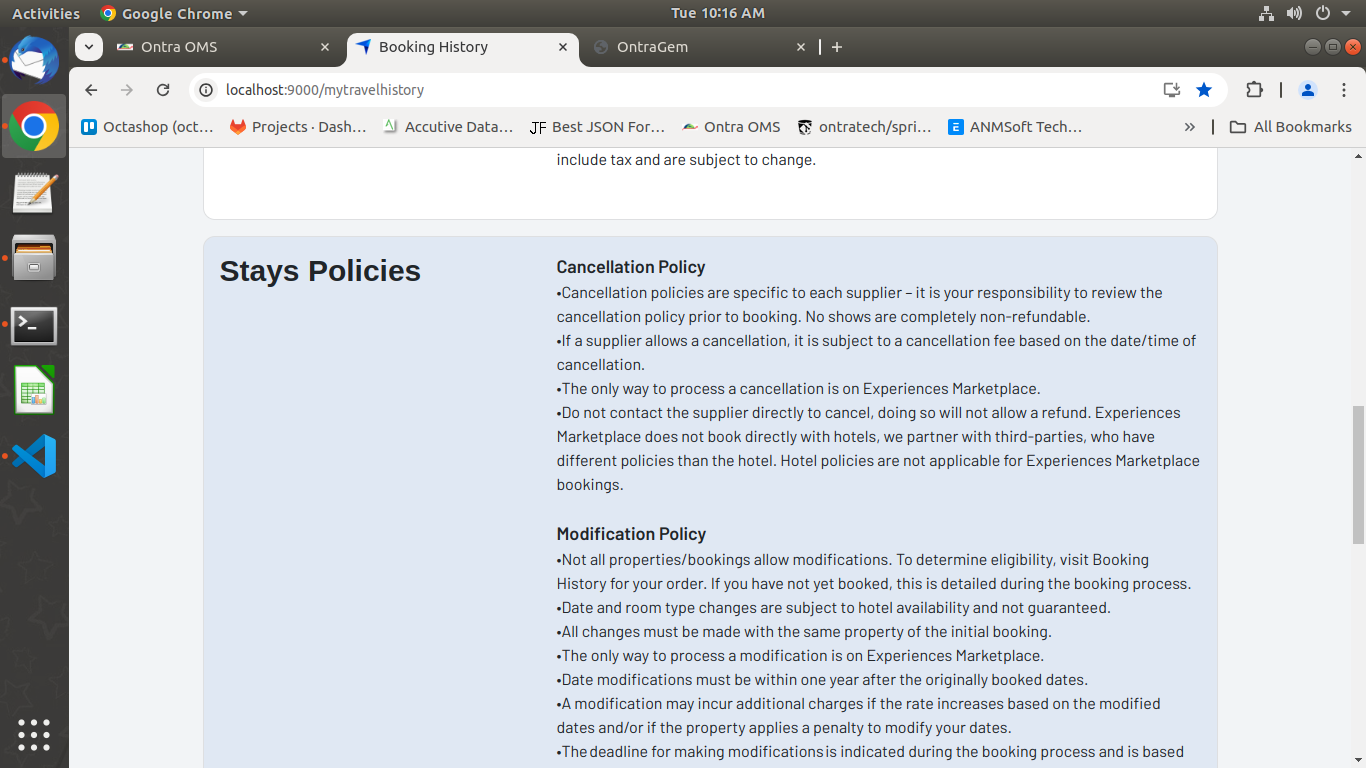 Activities
Google Chrome
Tue 10:16 AM
Ontra OMS
Booking History
OntraGem
localhost:9000/mytravelhistory
Octashop (oct…
Projects · Dash…
Accutive Data…
JF Best JSON For…
Ontra OMS
ontratech/spri…
ANMSoft Tech…
All Bookmarks
include tax and are subject to change.
Stays Policies
Cancellation Policy
•Cancellation policies are specific to each supplier – it is your responsibility to review the
cancellation policy prior to booking. No shows are completely non-refundable.
•If a supplier allows a cancellation, it is subject to a cancellation fee based on the date/time of
cancellation.
•The only way to process a cancellation is on Experiences Marketplace.
•Do not contact the supplier directly to cancel, doing so will not allow a refund. Experiences
Marketplace does not book directly with hotels, we partner with third-parties, who have
different policies than the hotel. Hotel policies are not applicable for Experiences Marketplace
bookings.
Modification Policy
•Not all properties/bookings allow modifications. To determine eligibility, visit Booking
History for your order. If you have not yet booked, this is detailed during the booking process.
•Date and room type changes are subject to hotel availability and not guaranteed.
•All changes must be made with the same property of the initial booking.
•The only way to process a modification is on Experiences Marketplace.
•Date modifications must be within one year after the originally booked dates.
•A modification may incur additional charges if the rate increases based on the modified
dates and/or if the property applies a penalty to modify your dates.
•The deadline for making modifications is indicated during the booking process and is based